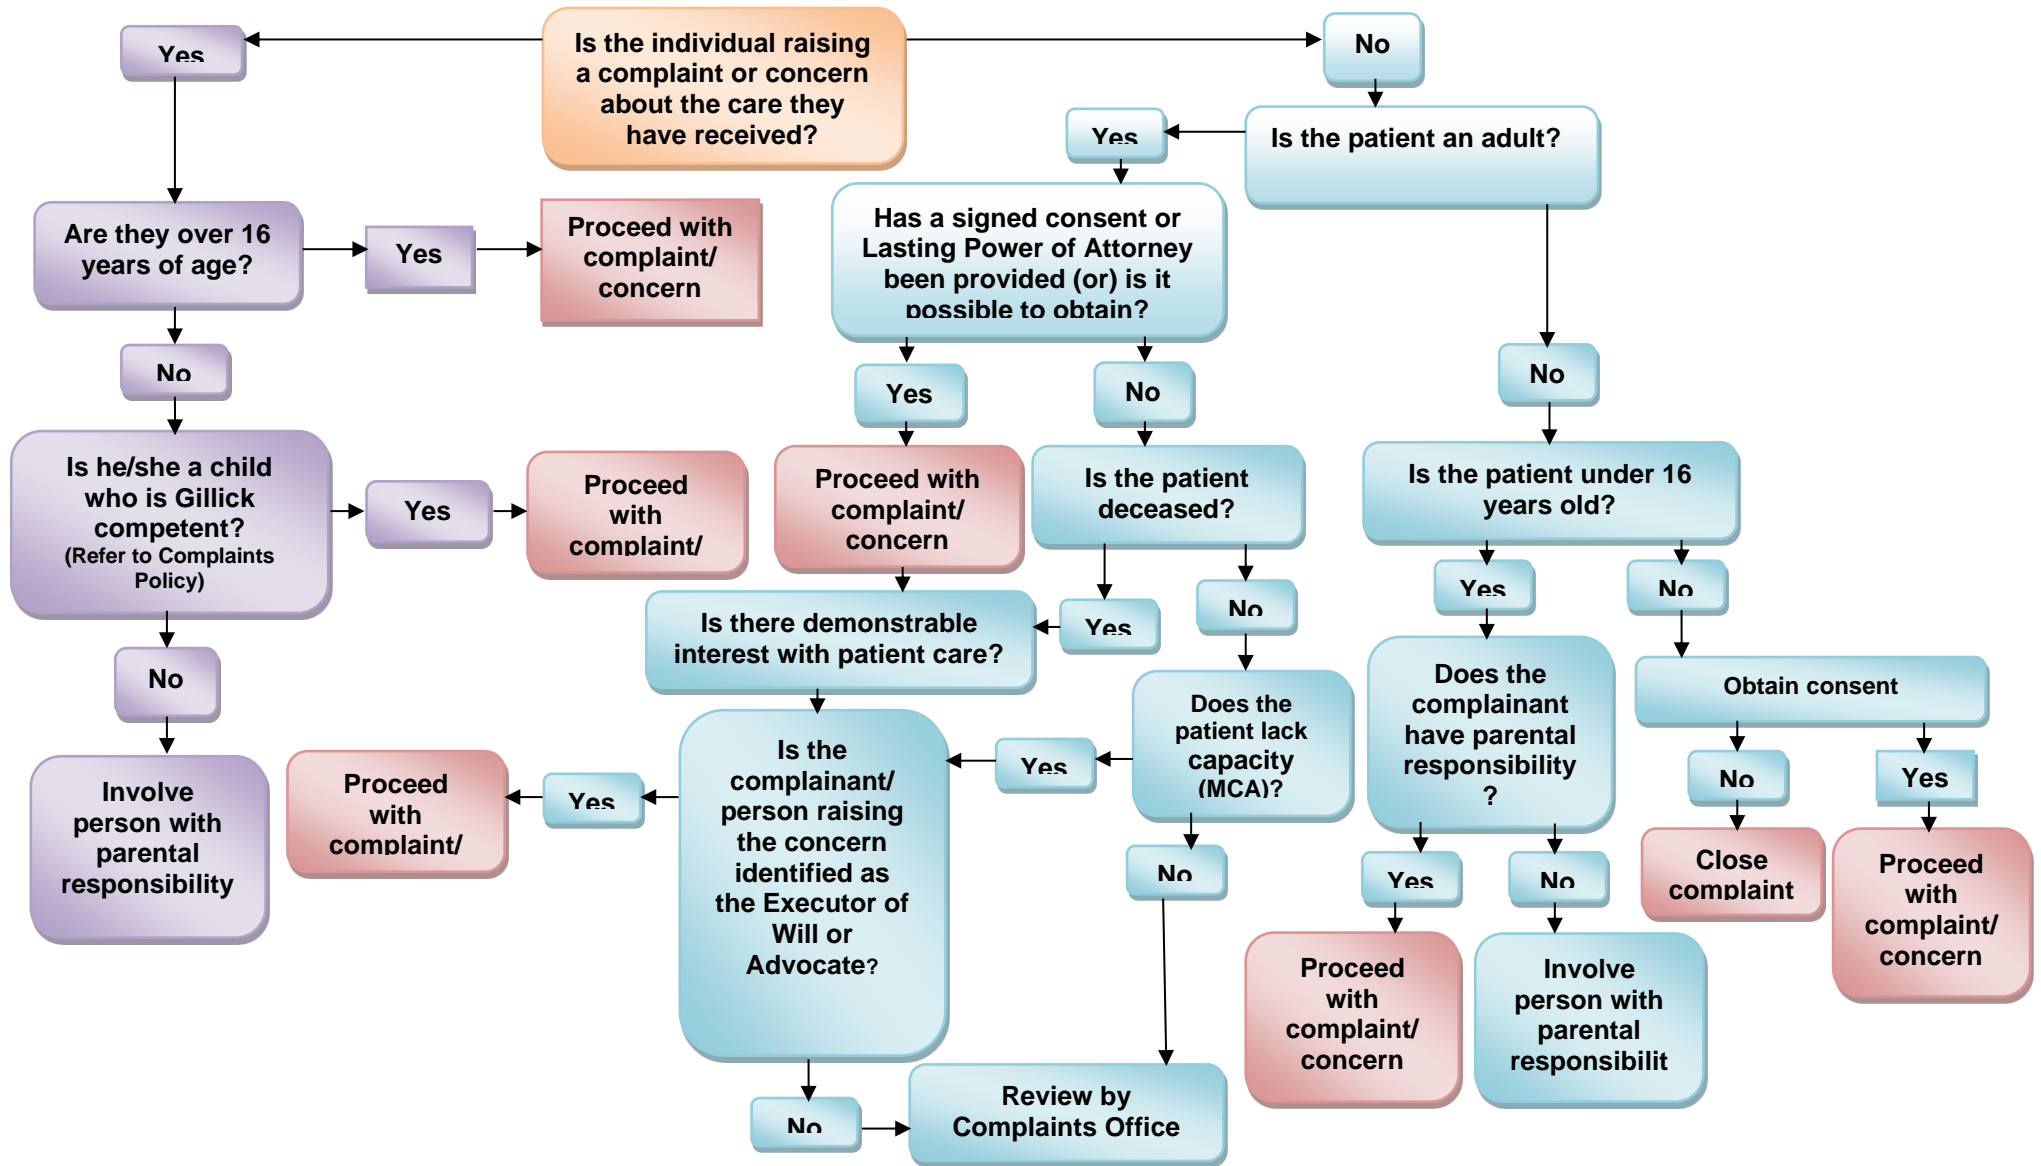 Is the individual raising
a complaint or concern
about the care they
have received?
Yes
No
Is the patient an adult?
Yes
Are they over 16
years of age?
Yes
Proceed with
complaint/
concern
Has a signed consent or
Lasting Power of Attorney
been provided (or) is it
possible to obtain?
No
Yes
No
No
Is he/she a child
who is Gillick
competent?
(Refer to Complaints
Policy)
Yes
Proceed
with
complaint/
Proceed with
complaint/
concern
Is the patient
deceased?
Is the patient under 16
years old?
Yes
No
No
Yes
Is there demonstrable
interest with patient care?
No
Involve
person with
parental
responsibility
Yes
No
Does the
patient lack
capacity
(MCA)?
Does the
complainant
have parental
responsibility
?
Obtain consent
Is the
complainant/
person raising
the concern
identified as
the Executor of
Will or
Advocate?
Yes
Yes
Proceed
with
complaint/
No
Yes
No
Yes
No
Close
complaint
Proceed
with
complaint/
concern
Proceed
with
complaint/
concern
Involve
person with
parental
responsibilit
No
Review by
Complaints Office